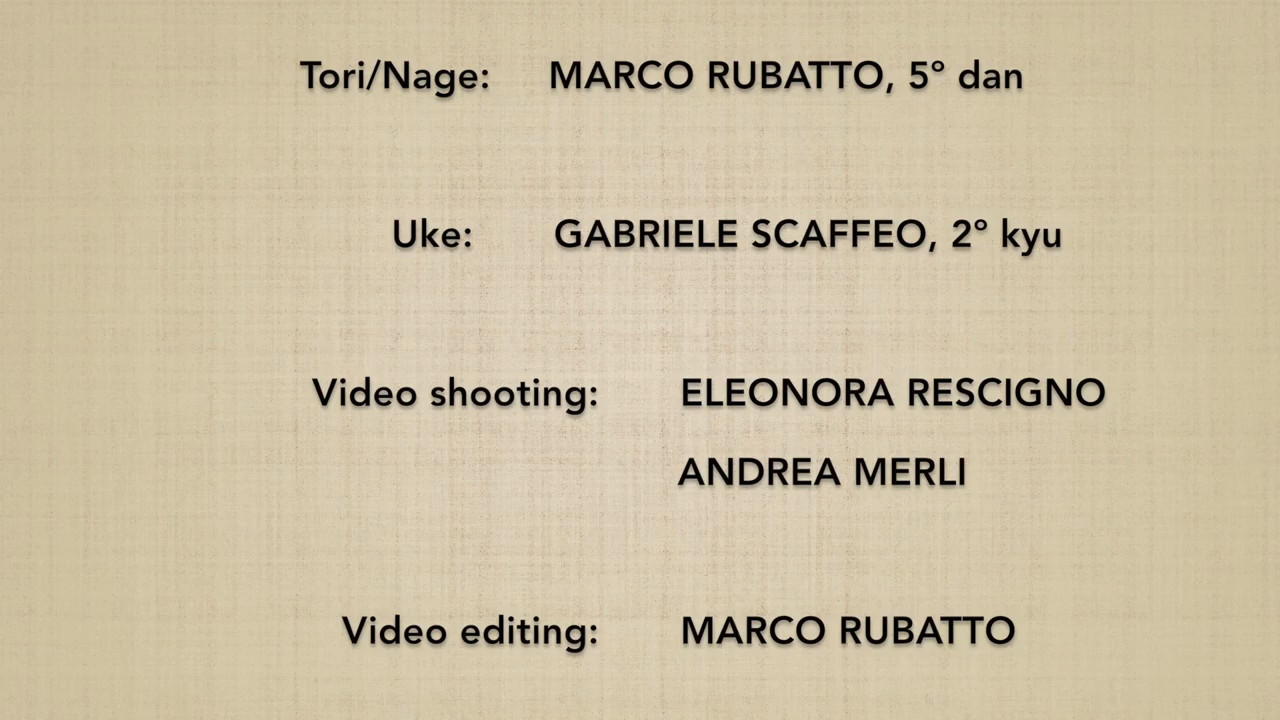 Tori/Nage: MARCO RUBATTO, 5° dan
Uke: GABRIELE SCAFFEO, 2° kyu
Video shooting: ELEONORA RESCIGNO
ANDREA MERLI
Video editing: MARCO RUBATTO